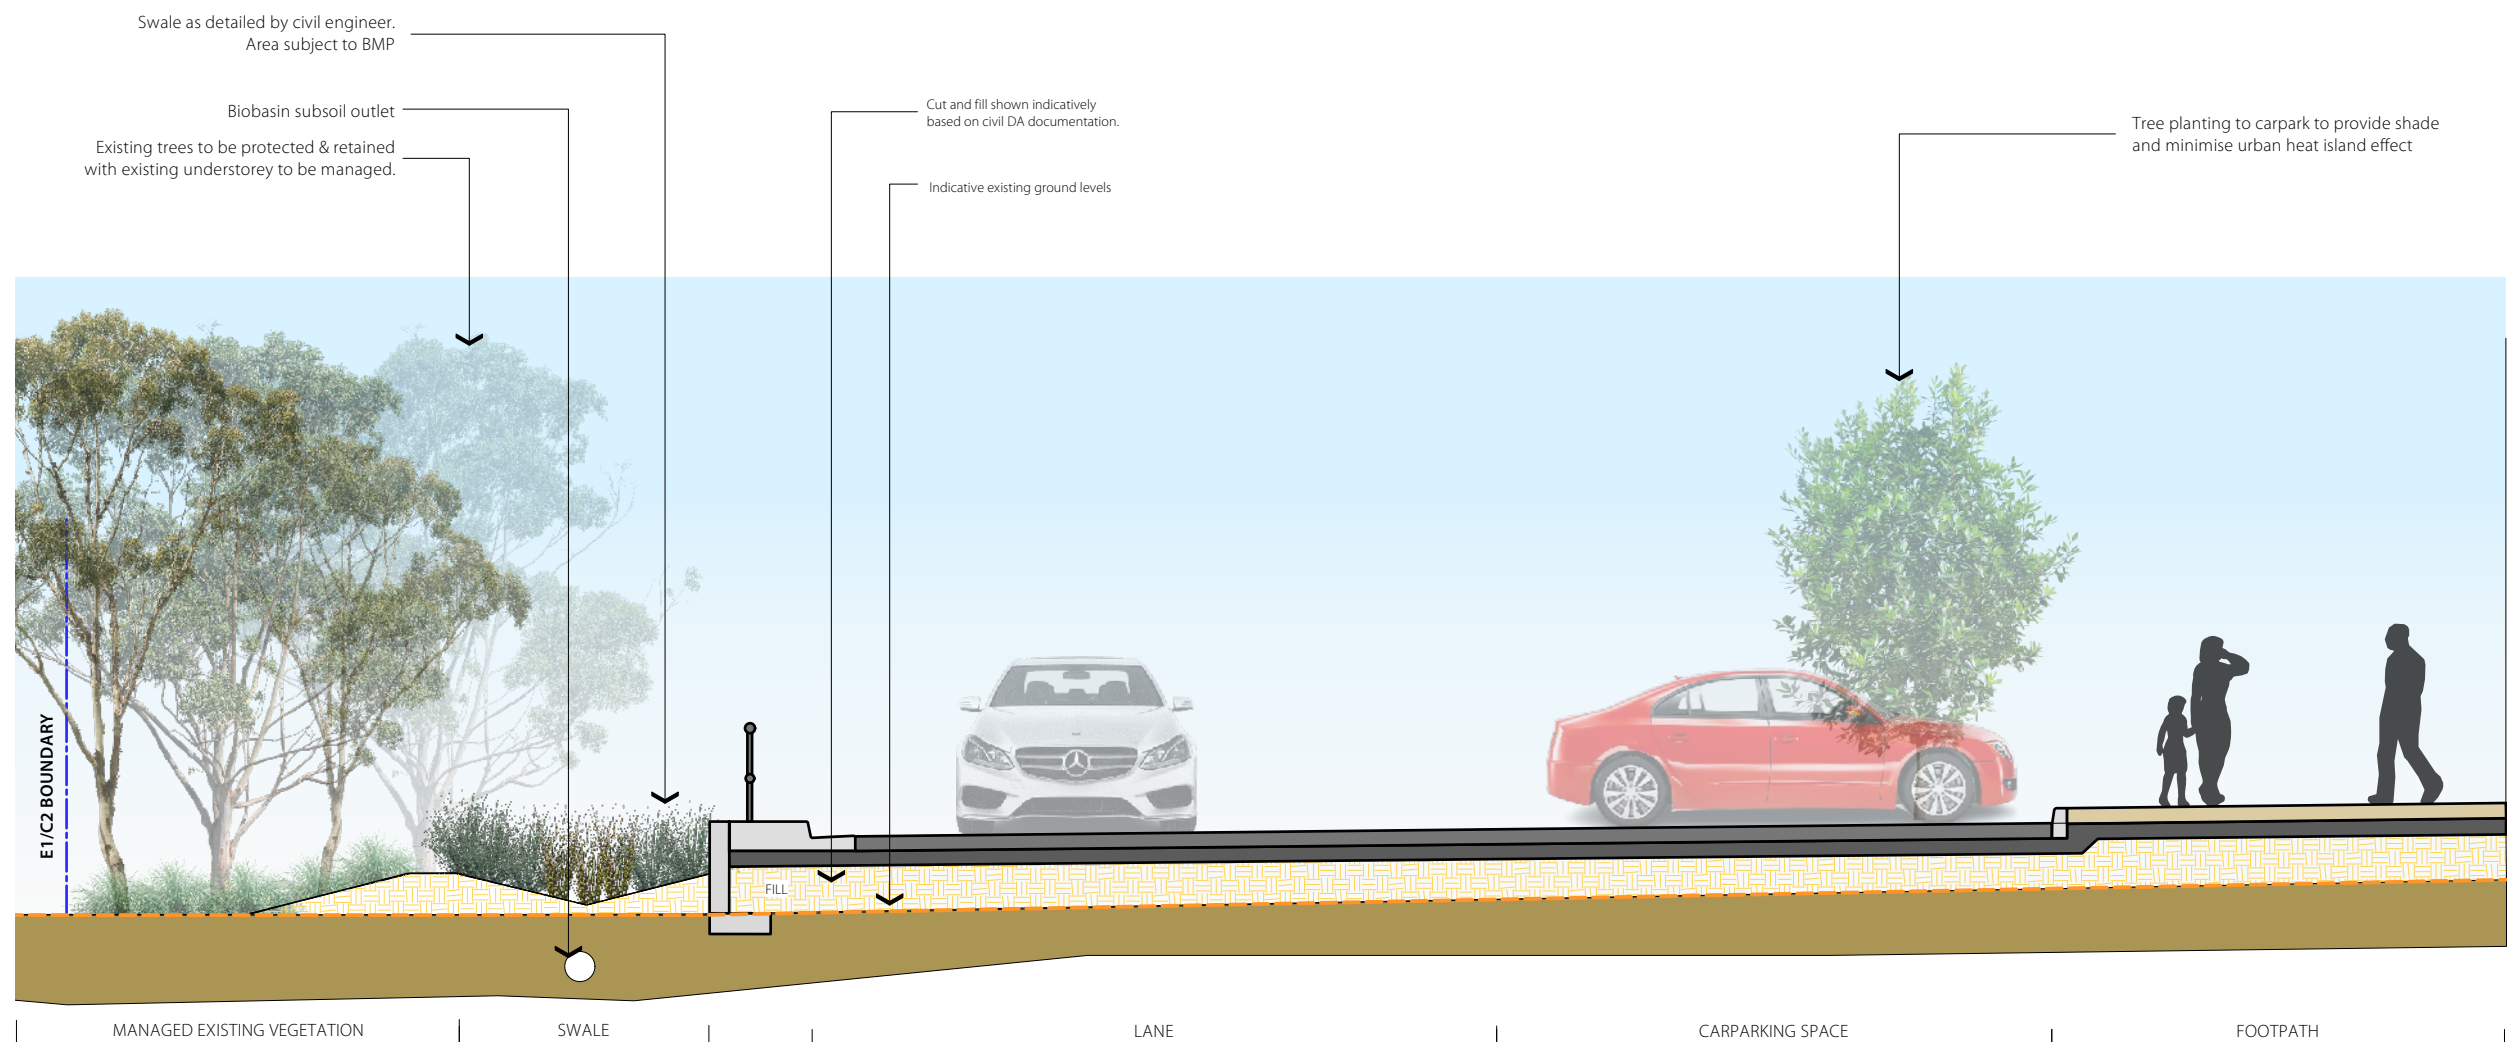 Swale as detailed by civil engineer.
Area subject to BMP
Biobasin subsoil outlet
Existing trees to be protected & retained
with existing understorey to be managed.
Cut and fill shown indicatively
based on civil DA documentation.
Indicative existing ground levels
Tree planting to carpark to provide shade
and minimise urban heat island effect
E1/C2 BOUNDARY
FILL
MANAGED EXISTING VEGETATION
SWALE
LANE
CARPARKING SPACE
FOOTPATH